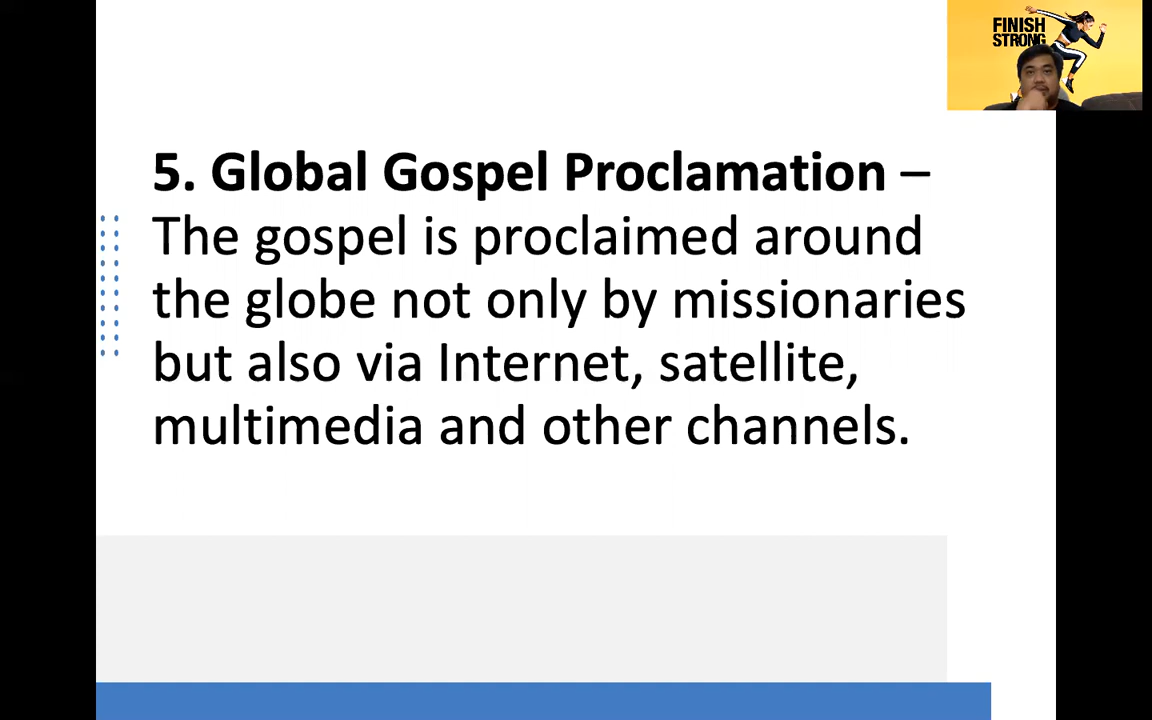 FINISH
STRONG
5. Global Gospel Proclamation –
The gospel is proclaimed around
the globe not only by missionaries
but also via Internet, satellite,
multimedia and other channels.